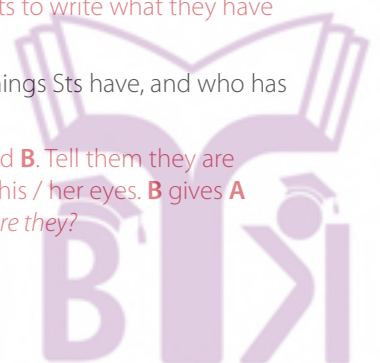 ts to write what they have
ings Sts have, and who has
d B. Tell them they are
his / her eyes. B gives A
re they?